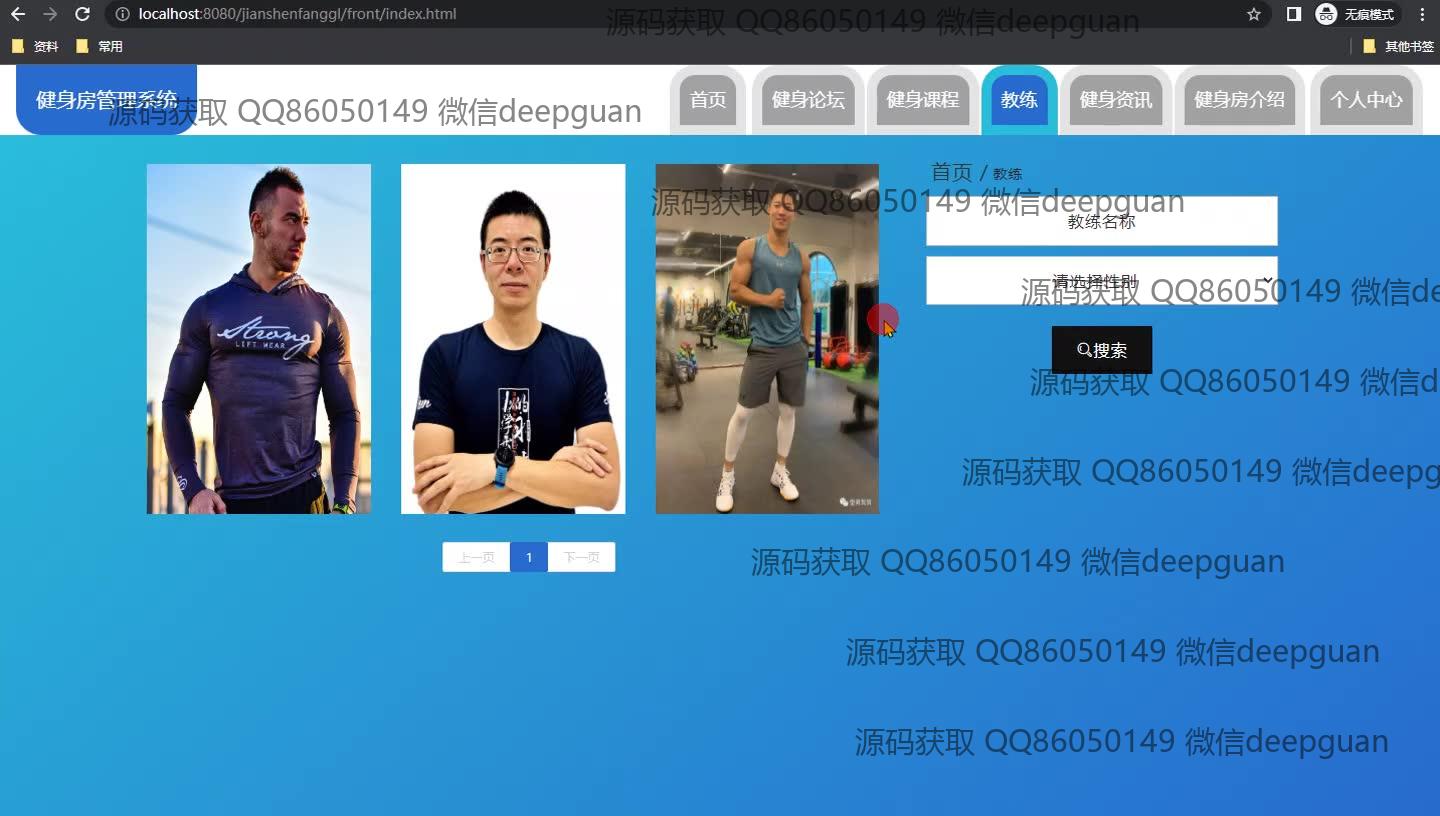 localhost:8080/jianshenfanggl/front/index.html
无痕模式
源码获取 QQ86050149 微信deepguan
资料
常用
其他书签
健身房管理系统
首页
健身论坛
健身课程
教练
健身资讯
健身房介绍
个人中心
源码获取 QQ86050149 微信deepguan
首页 / 教练
源码获取 QQ86050149 微信deepguan
教练名称
请选择性别
源码获取 QQ86050149 微信de
搜索
源码获取 QQ86050149 微信d
Strong
LIFT WEAR
源码获取 QQ86050149 微信deepg
上一页
1
下一页
源码获取 QQ86050149 微信deepguan
源码获取 QQ86050149 微信deepguan
源码获取 QQ86050149 微信deepguan